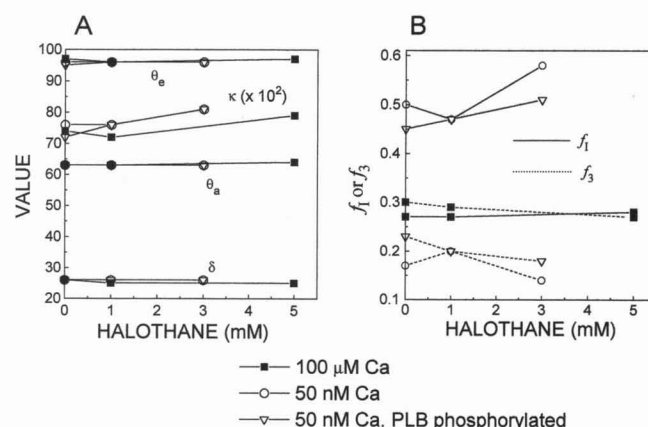 A
VALUE
100
90
80
70
60
50
40
30
20
θe
κ (x 10²)
θa
δ
0
1
2
3
4
5
HALOTHANE (mM)
B
fI or f3
0.6
0.5
0.4
0.3
0.2
0.1
fI
f3
0
1
2
3
4
5
HALOTHANE (mM)
100 μM Ca
50 nM Ca
50 nM Ca, PLB phosphorylated